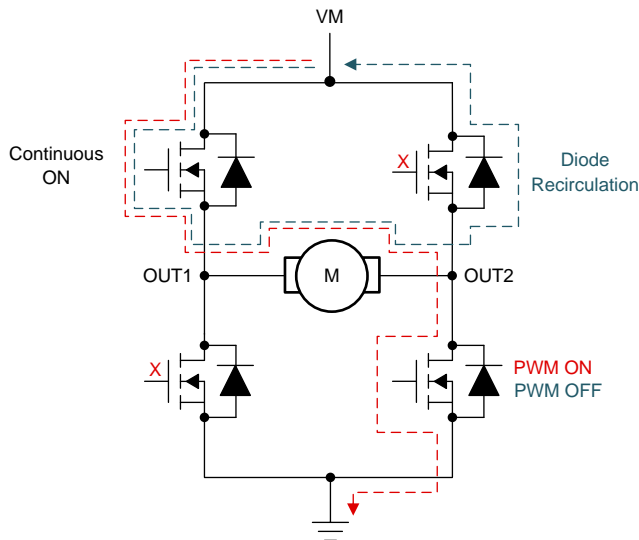 VM
Continuous
ON
X
Diode
Recirculation
OUT1
M
OUT2
X
PWM ON
PWM OFF